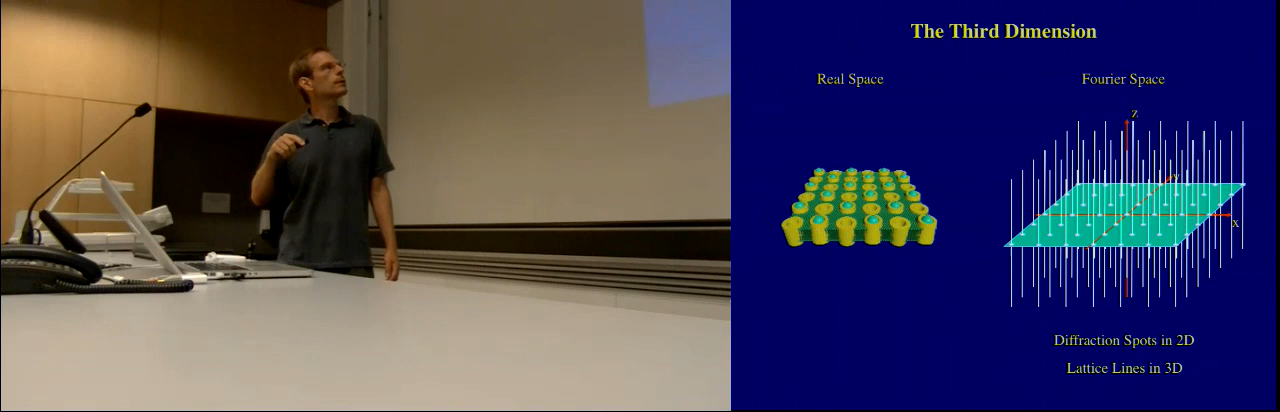 The Third Dimension
Real Space
Fourier Space
Z
Y
X
Diffraction Spots in 2D
Lattice Lines in 3D